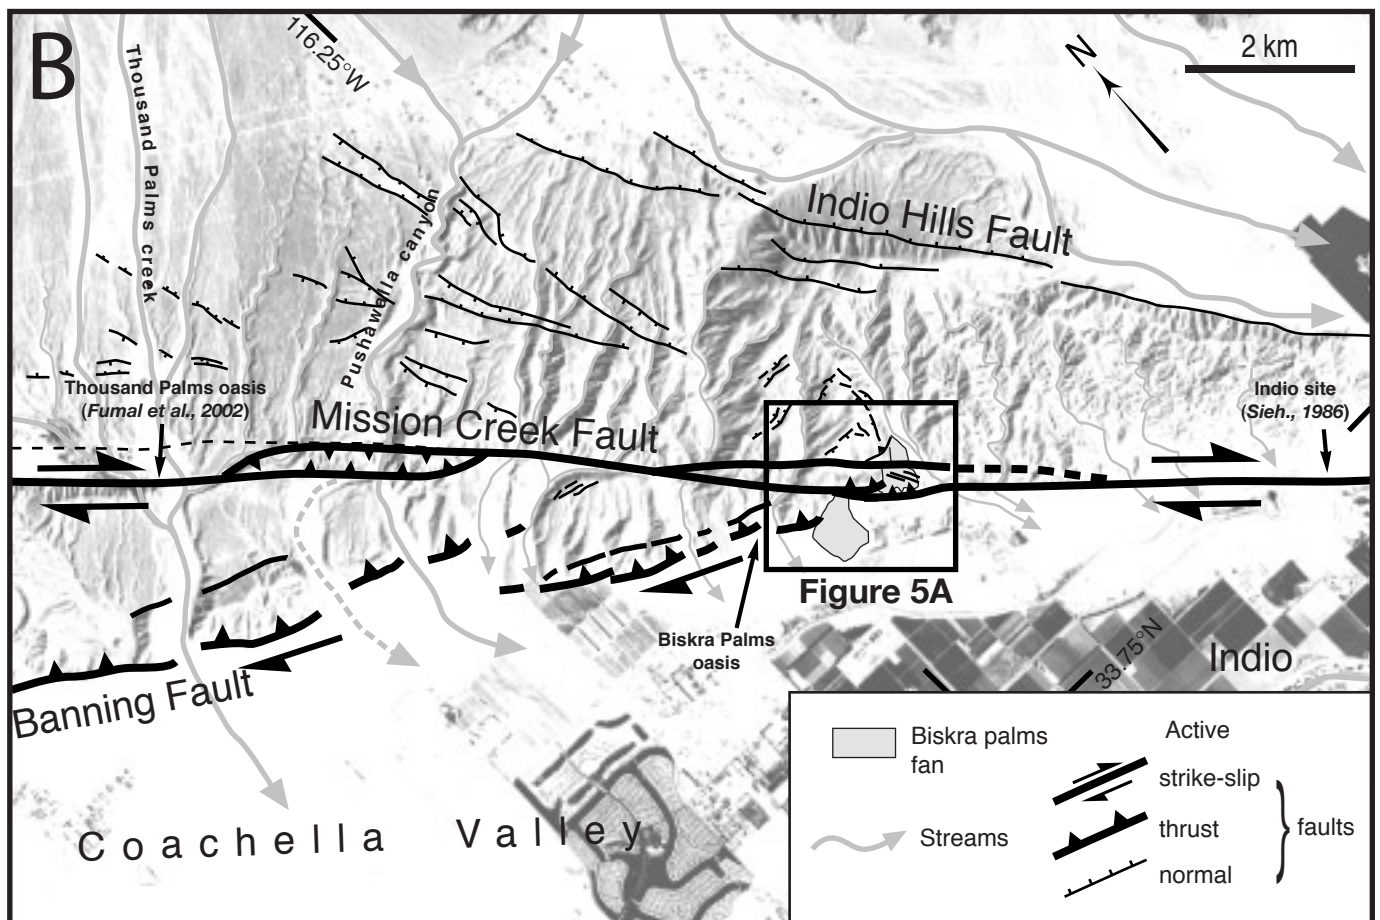 B
116.25°W
N
2 km
Thousand Palms creek
Pushawalla canyon
Indio Hills Fault
Thousand Palms oasis
(Fumal et al., 2002)
Mission Creek Fault
Indio site
(Sieh., 1986)
Figure 5A
Biskra Palms
oasis
33.75°N
Indio
Banning Fault
Coachella Valley
Biskra palms
fan
Streams
Active
strike-slip
thrust
normal
faults